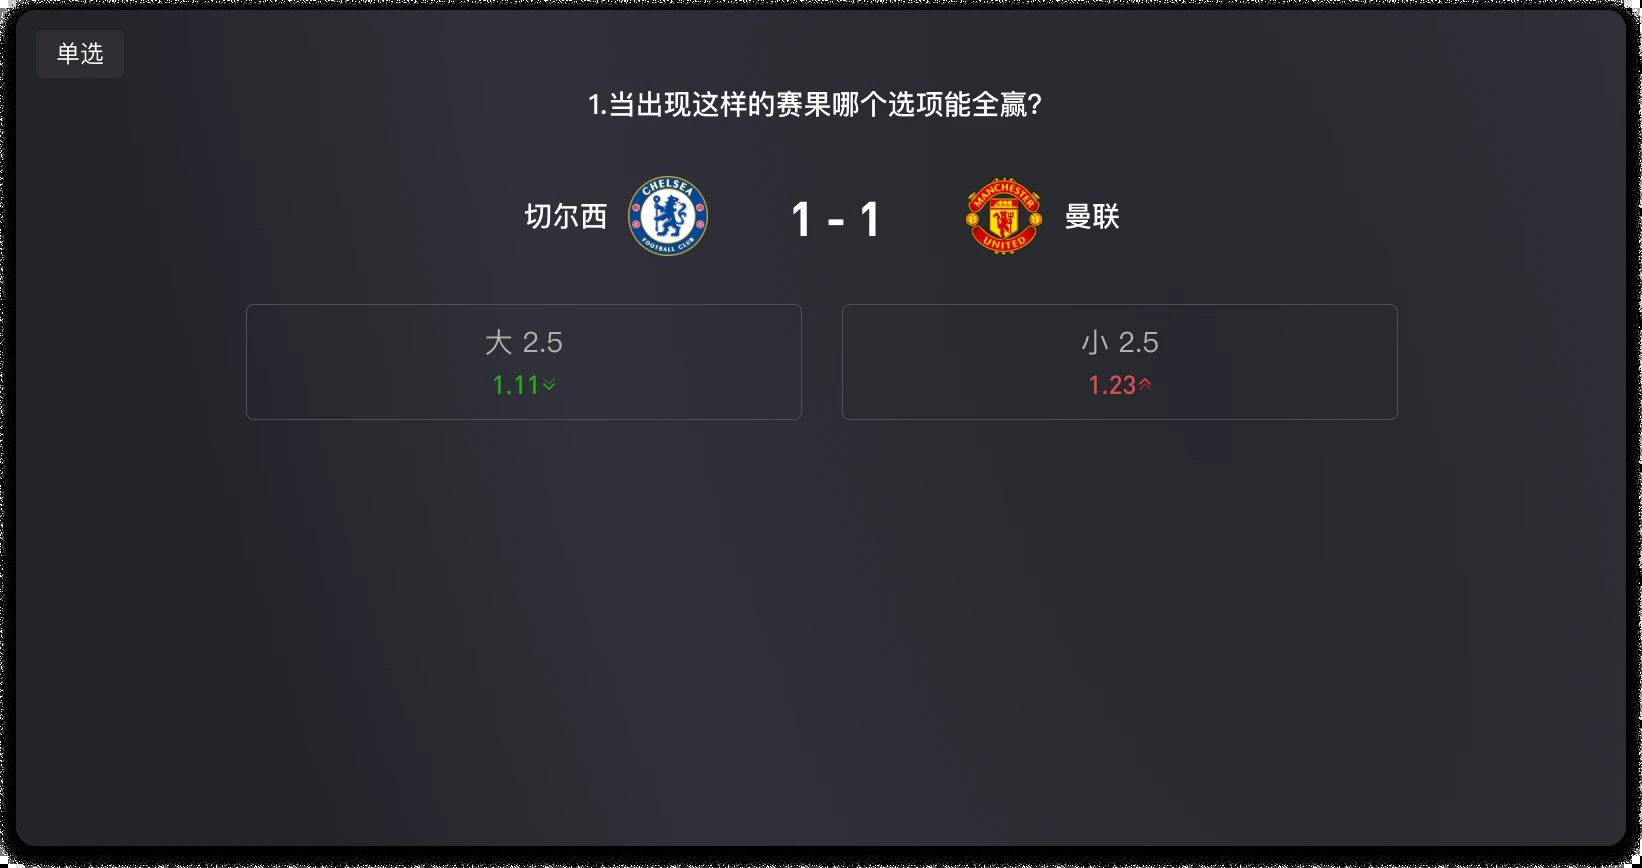 单选
1.当出现这样的赛果哪个选项能全赢?
切尔西
CHELSEA
FOOTBALL CLUB
1 - 1
MANCHESTER
UNITED
曼联
大 2.5
1.11
小 2.5
1.23